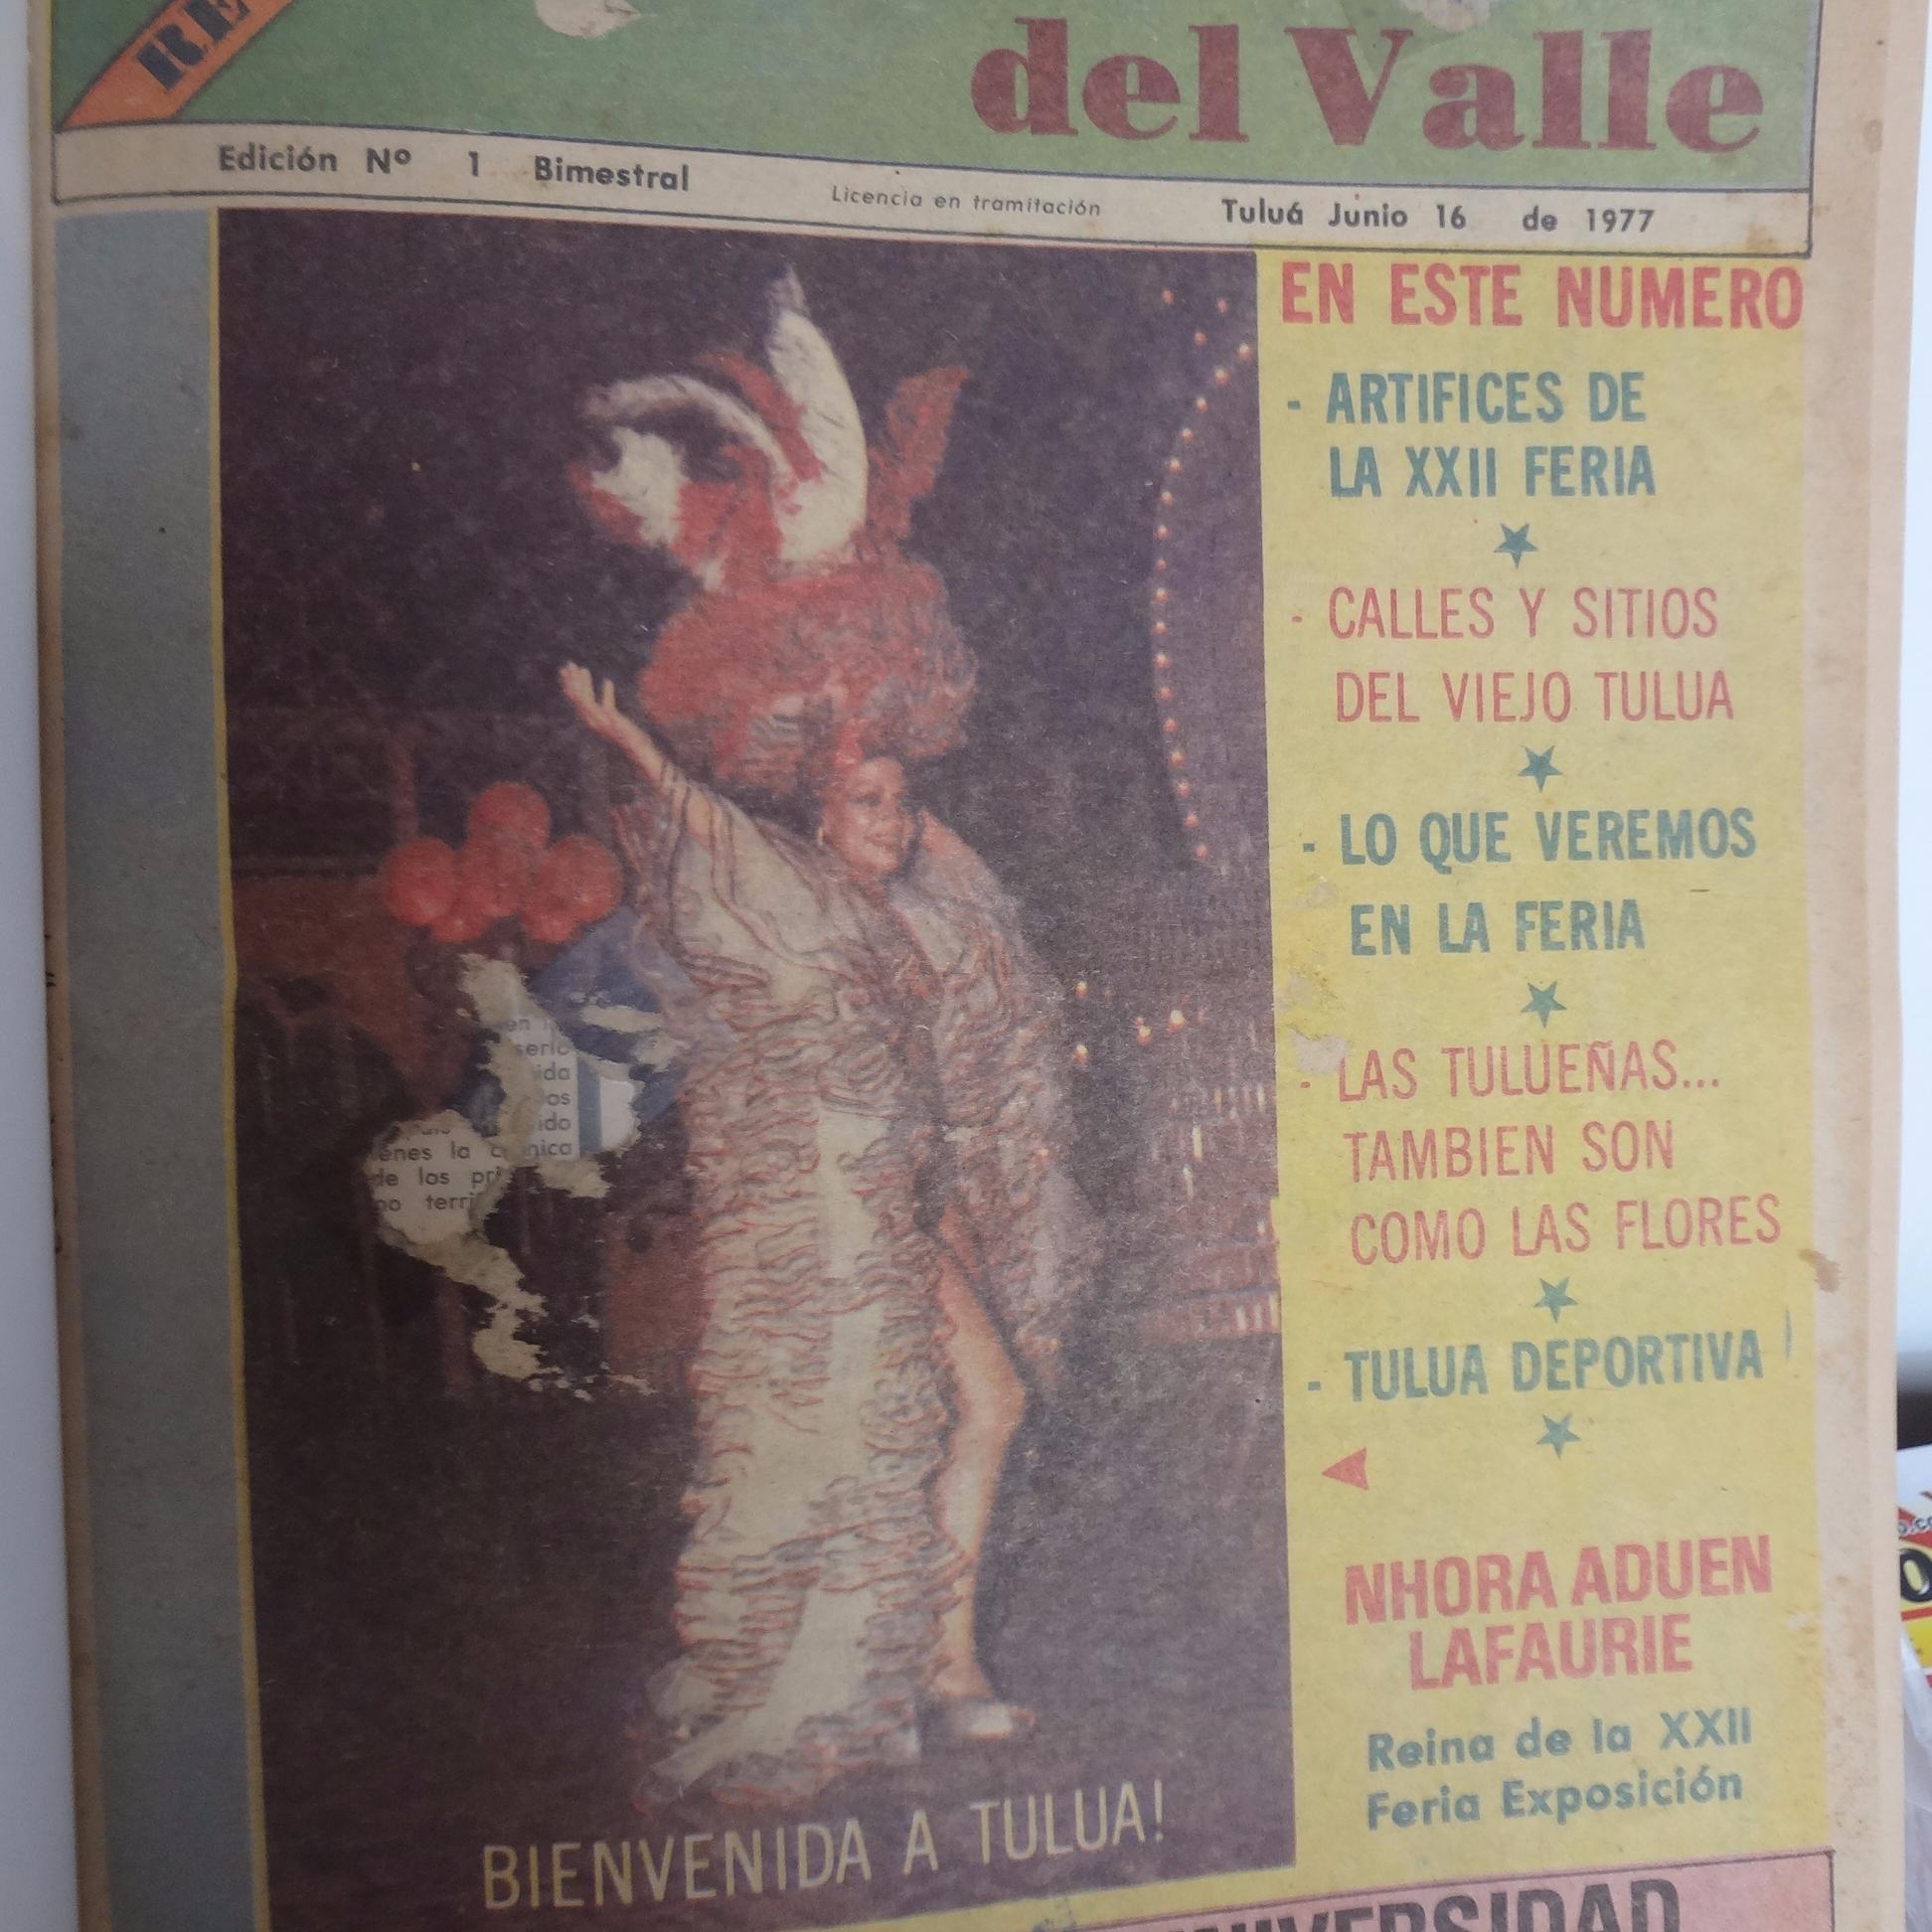 del Valle
Edición Nº 1 Bimestral
Licencia en tramitación
Tuluá Junio 16 de 1977
EN ESTE NUMERO
- ARTIFICES DE
LA XXII FERIA
- CALLES Y SITIOS
DEL VIEJO TULUA
- LO QUE VEREMOS
EN LA FERIA
- LAS TULUEÑAS...
TAMBIEN SON
COMO LAS FLORES
- TULUA DEPORTIVA
NHORA ADUEN
LAFAURIE
Reina de la XXII
Feria Exposición
BIENVENIDA A TULUA!